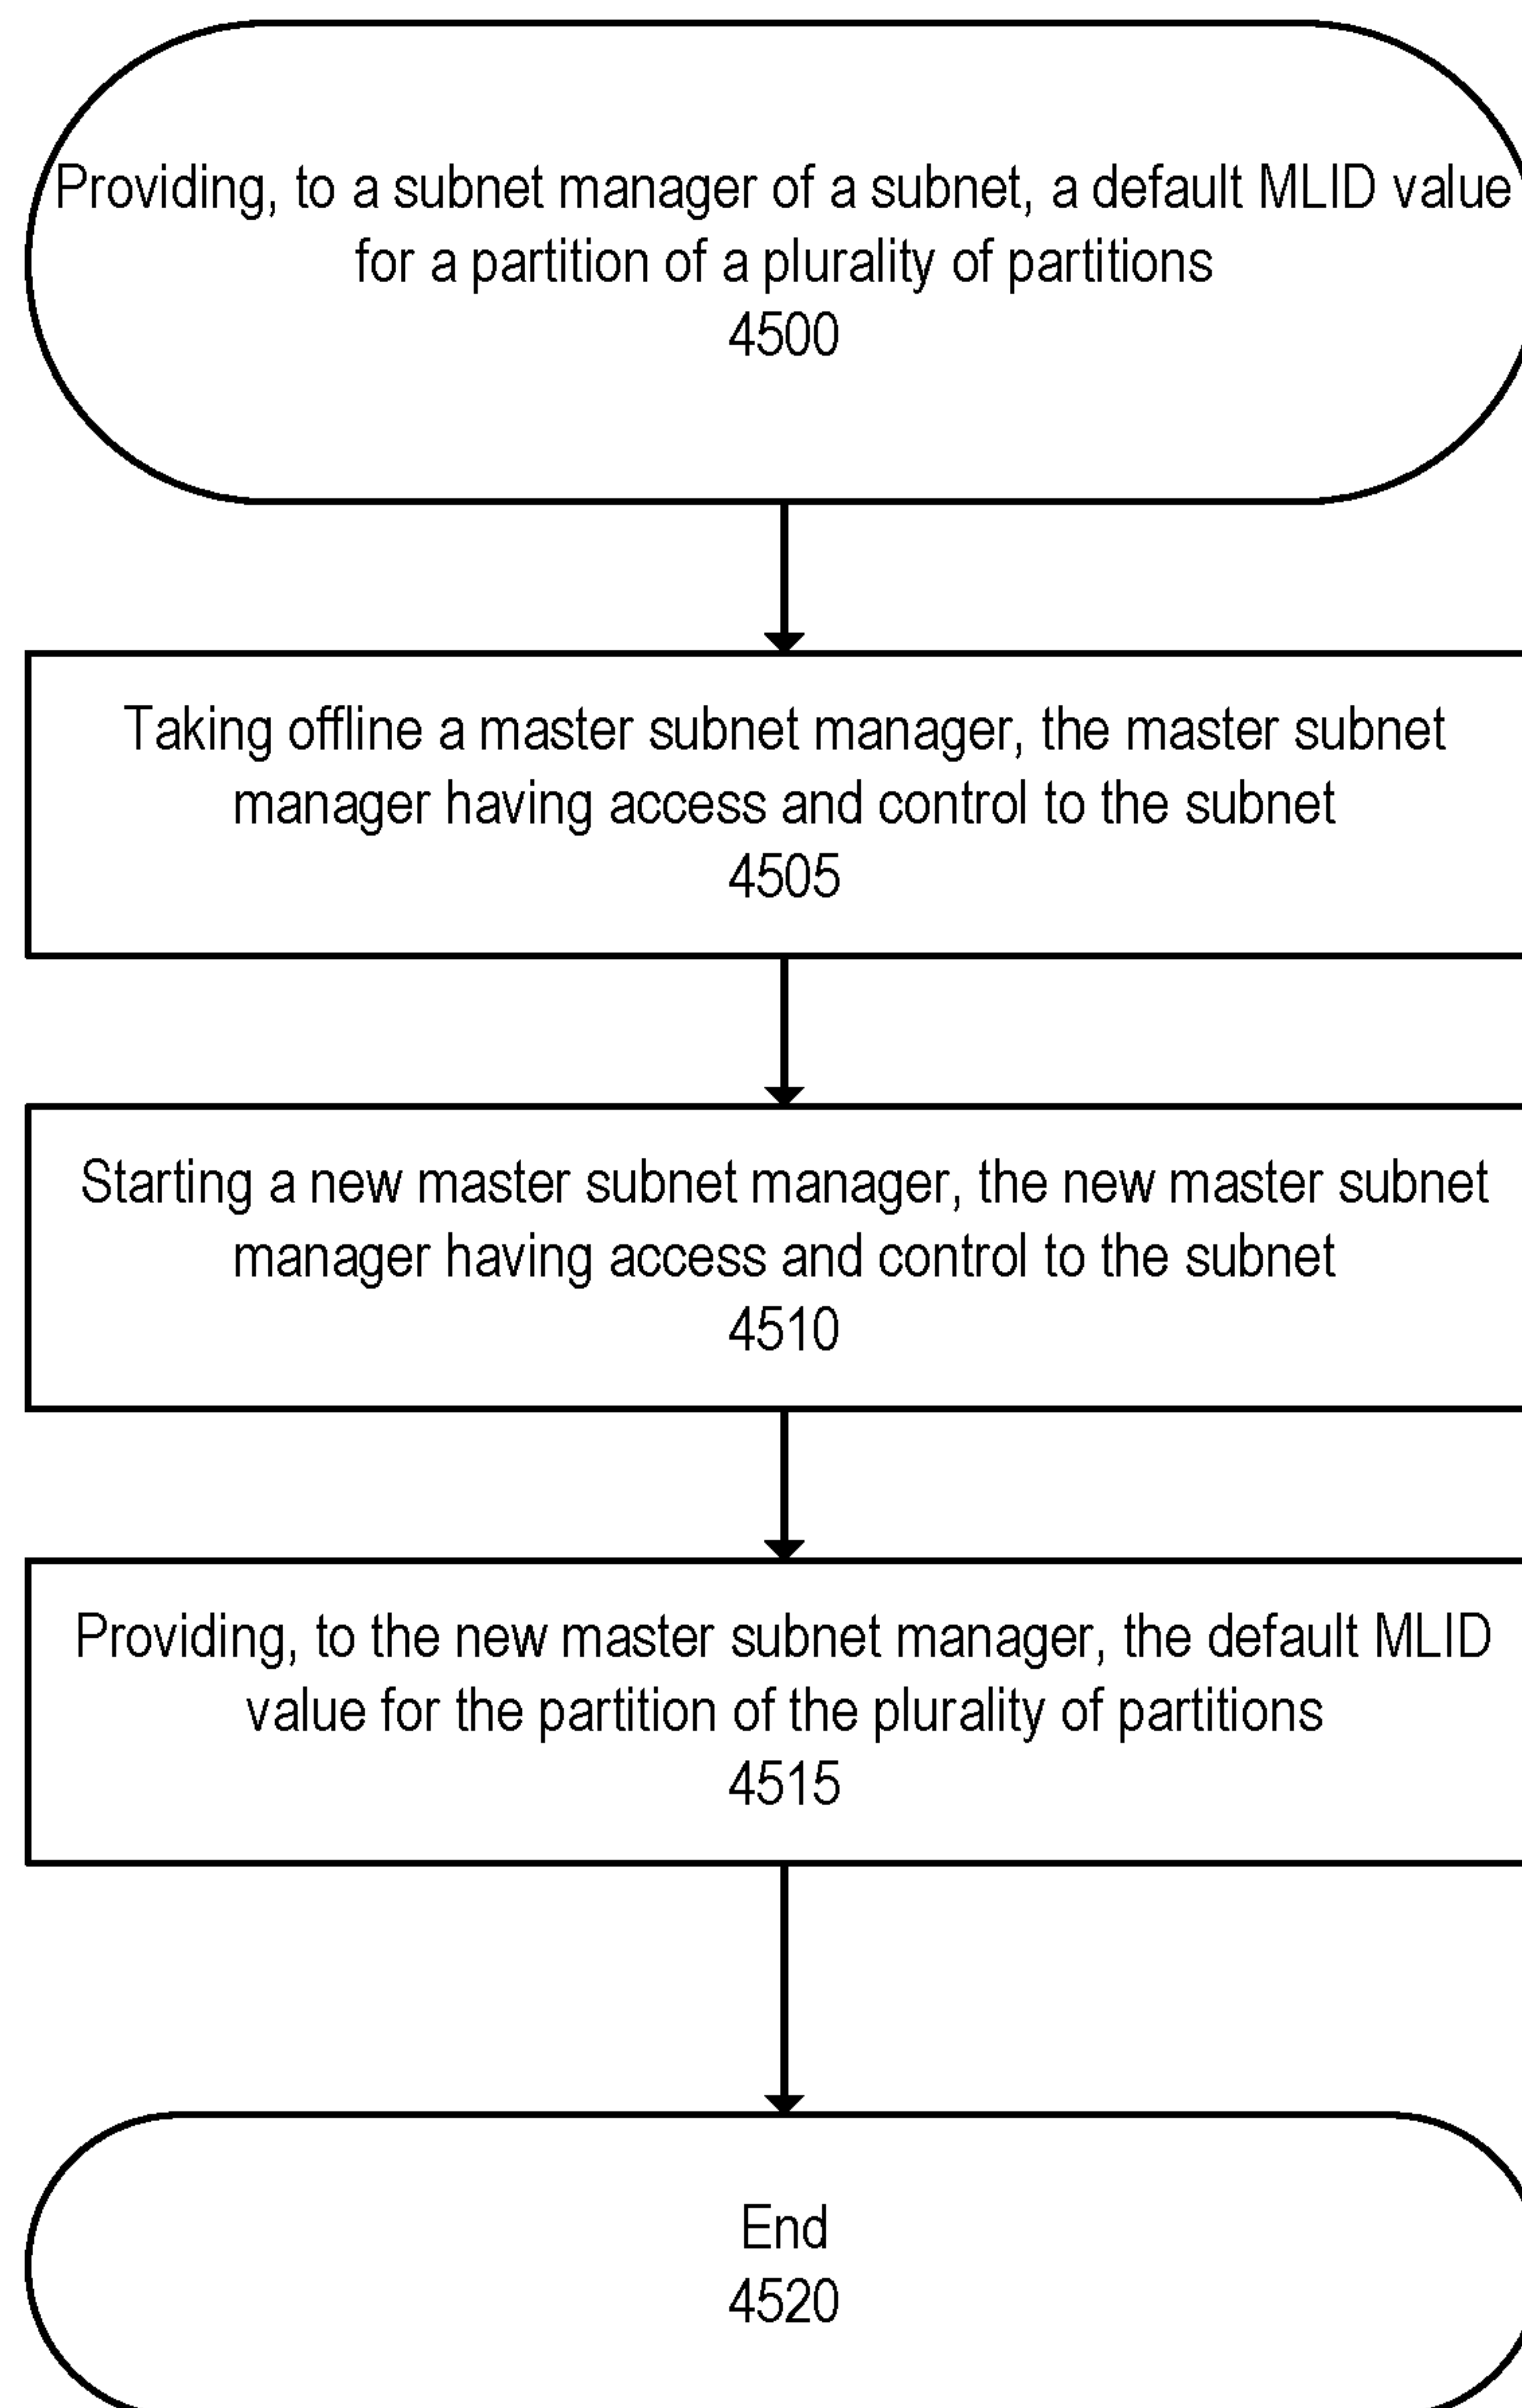 Providing, to a subnet manager of a subnet, a default MLID value
for a partition of a plurality of partitions
4500
Taking offline a master subnet manager, the master subnet
manager having access and control to the subnet
4505
Starting a new master subnet manager, the new master subnet
manager having access and control to the subnet
4510
Providing, to the new master subnet manager, the default MLID
value for the partition of the plurality of partitions
4515
End
4520